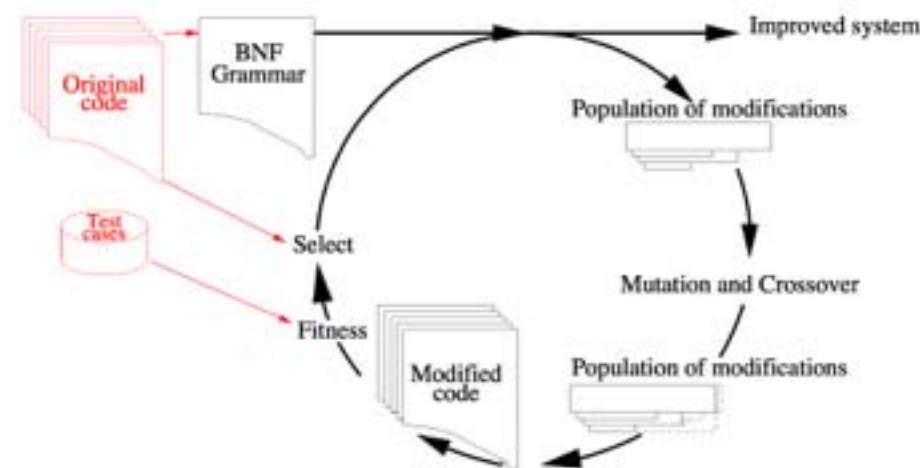 Original
code
BNF
Grammar
Improved system
Population of modifications
Test
cases
Select
Mutation and Crossover
Fitness
Modified
code
Population of modifications